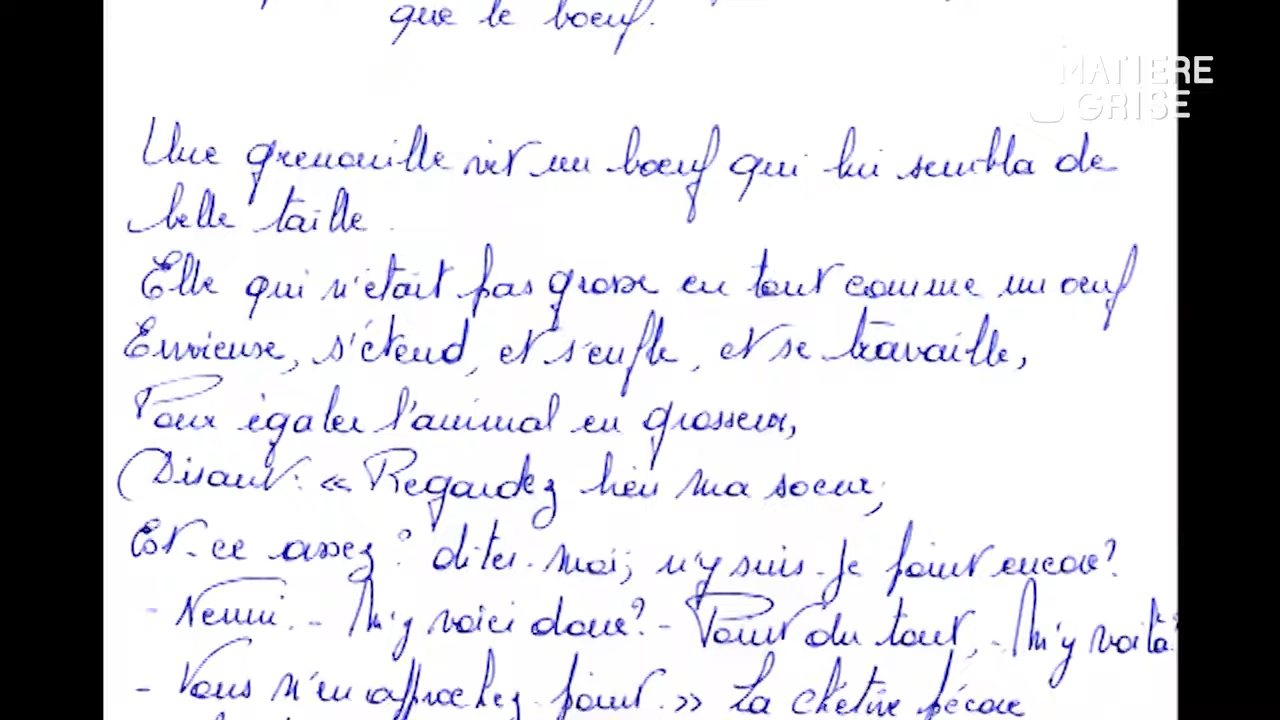 que le boeuf.
MATIERE
GRISE
Une grenouille vit un boeuf qui lui sembla de
belle taille.
Elle qui n'était pas grosse en tout comme un oeuf
Envieuse, s'étend, et s'enfle, et se travaille,
Pour égaler l'animal en grosseur,
Disant: « Regardez bien ma soeur;
Est-ce assez? dites-moi; n'y suis-je point encore?
- Nenni. - M'y voici donc? - Point du tout, - M'y voilà?
- Vous n'en approchez point. » La chétive pécore